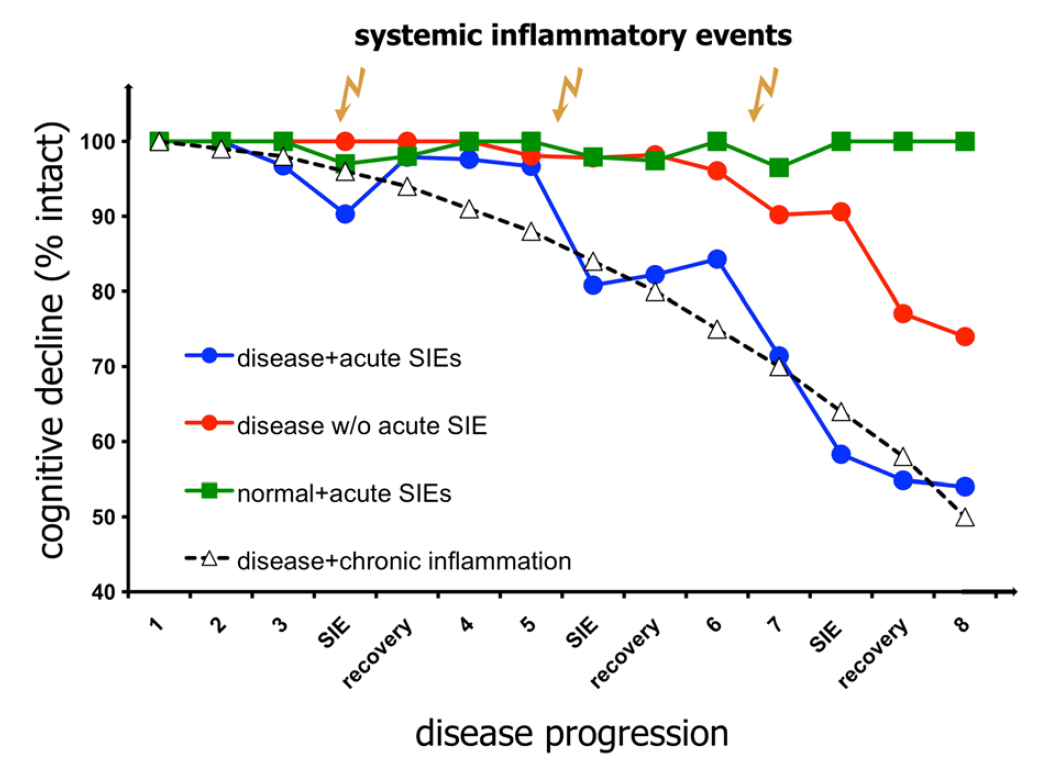 systemic inflammatory events
cognitive decline (% intact)
100
90
80
70
60
50
40
disease+acute SIEs
disease w/o acute SIE
normal+acute SIEs
disease+chronic inflammation
1
2
3
SIE
recovery
4
5
SIE
recovery
6
7
SIE
recovery
8
disease progression